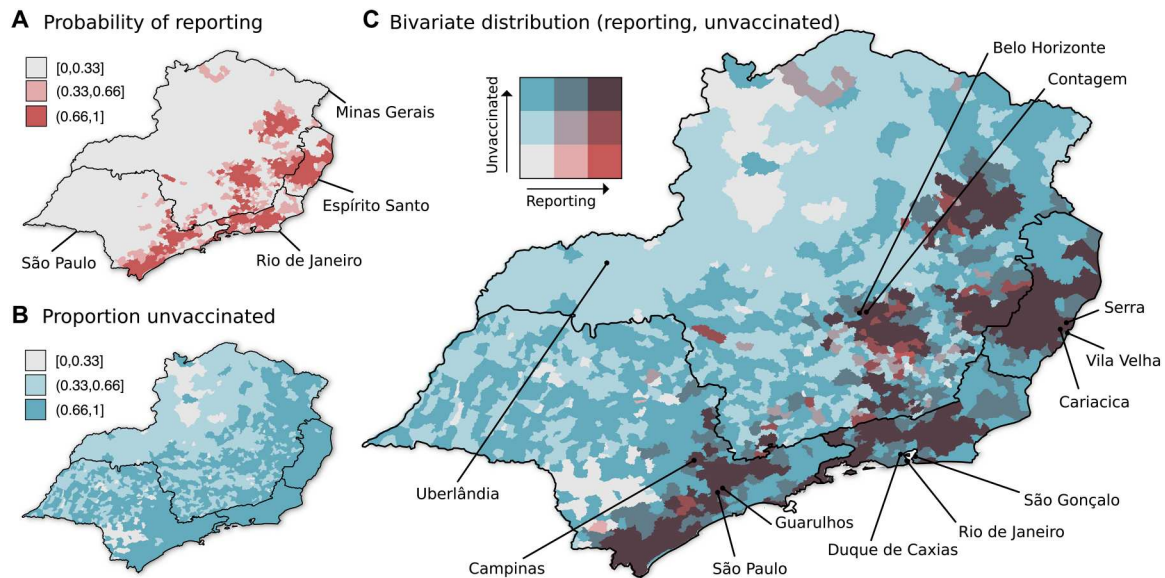 A Probability of reporting
[0,0.33]
(0.33,0.66]
(0.66,1]
Minas Gerais
Espírito Santo
Rio de Janeiro
São Paulo
B Proportion unvaccinated
[0,0.33]
(0.33,0.66]
(0.66,1]
C Bivariate distribution (reporting, unvaccinated)
Unvaccinated
Reporting
Belo Horizonte
Contagem
Serra
Vila Velha
Cariacica
São Gonçalo
Rio de Janeiro
Duque de Caxias
Guarulhos
São Paulo
Campinas
Uberlândia